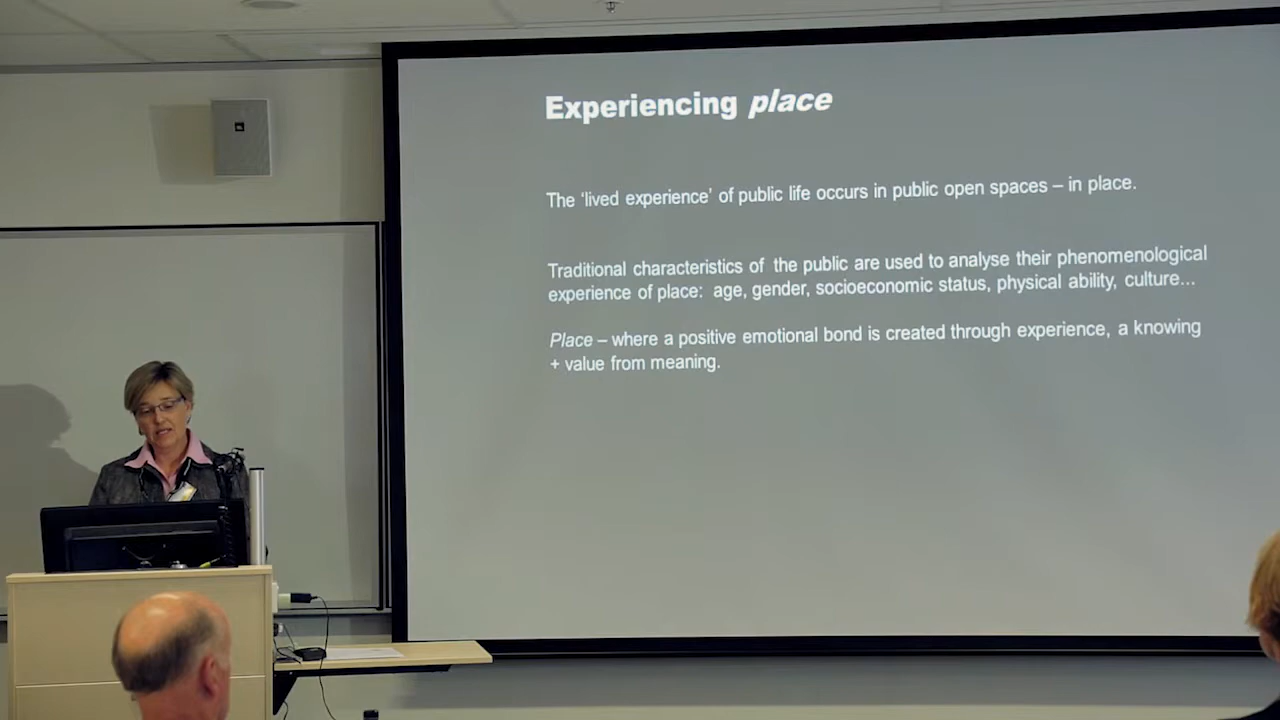 Experiencing place
The ‘lived experience’ of public life occurs in public open spaces – in place.
Traditional characteristics of the public are used to analyse their phenomenological
experience of place: age, gender, socioeconomic status, physical ability, culture...
Place – where a positive emotional bond is created through experience, a knowing
+ value from meaning.